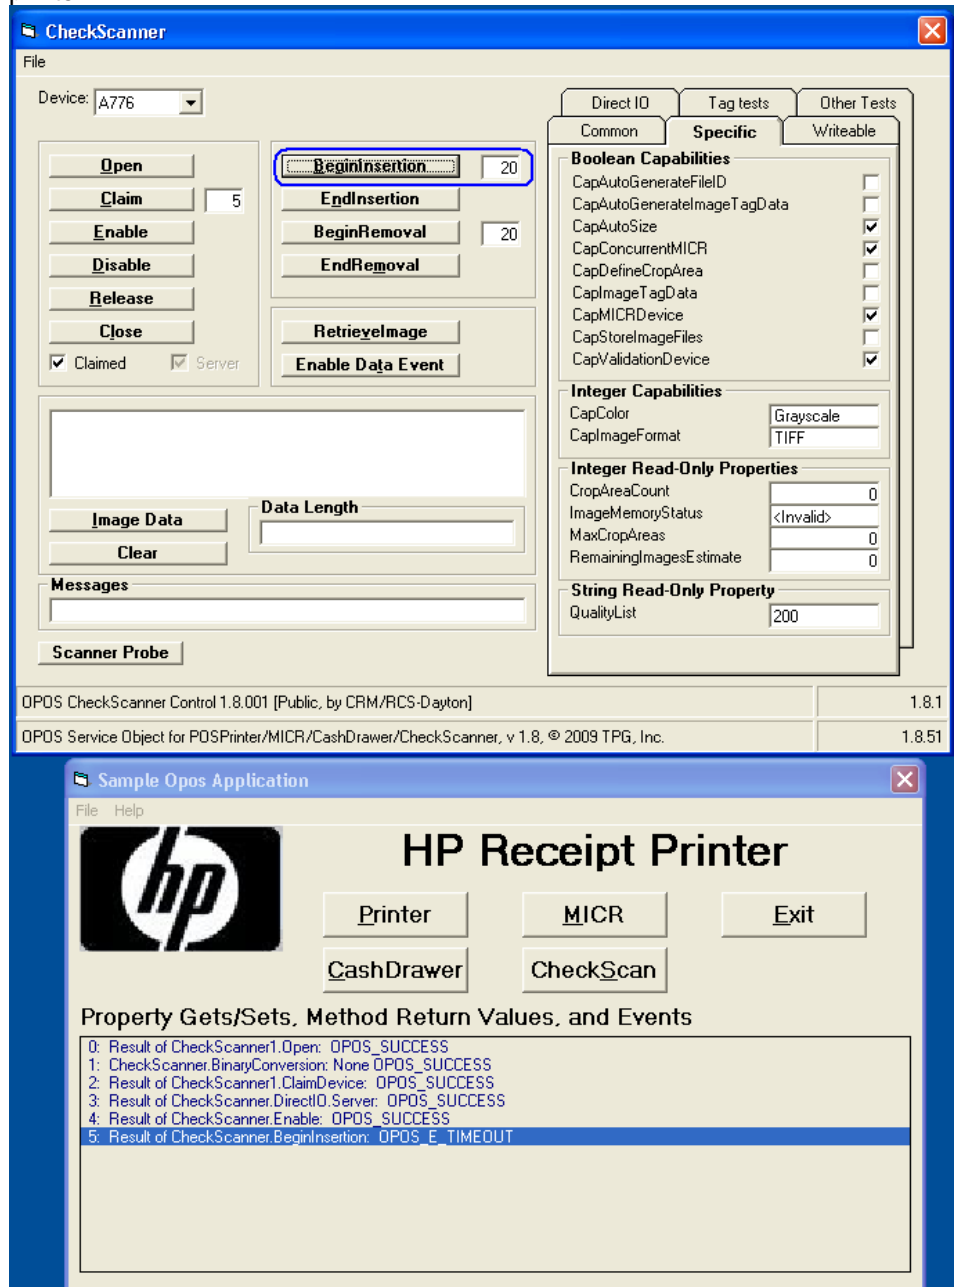 CheckScanner
File
Device: A776
Open
Claim 5
Enable
Disable
Release
Close
Claimed Server
BeginInsertion 20
EndInsertion
BeginRemoval 20
EndRemoval
RetrieveImage
Enable Data Event
Image Data
Clear
Data Length
Messages
Scanner Probe
Direct IO Tag tests Other Tests
Common Specific Writeable
Boolean Capabilities
CapAutoGenerateFileID
CapAutoGenerateImageTagData
CapAutoSize
CapConcurrentMICR
CapDefineCropArea
CapImageTagData
CapMICRDevice
CapStoreImageFiles
CapValidationDevice
Integer Capabilities
CapColor Grayscale
CapImageFormat TIFF
Integer Read-Only Properties
CropAreaCount 0
ImageMemoryStatus <Invalid>
MaxCropAreas 0
RemainingImagesEstimate 0
String Read-Only Property
QualityList 200
OPOS CheckScanner Control 1.8.001 [Public, by CRM/RCS-Dayton] 1.8.1
OPOS Service Object for POSPrinter/MICR/CashDrawer/CheckScanner, v 1.8, © 2009 TPG, Inc. 1.8.51
Sample Opos Application
File Help
hp
HP Receipt Printer
Printer MICR Exit
CashDrawer CheckScan
Property Gets/Sets, Method Return Values, and Events
0: Result of CheckScanner1.Open: OPOS_SUCCESS
1: CheckScanner.BinaryConversion: None OPOS_SUCCESS
2: Result of CheckScanner1.ClaimDevice: OPOS_SUCCESS
3: Result of CheckScanner.DirectIO.Server: OPOS_SUCCESS
4: Result of CheckScanner.Enable: OPOS_SUCCESS
5: Result of CheckScanner.BeginInsertion: OPOS_E_TIMEOUT